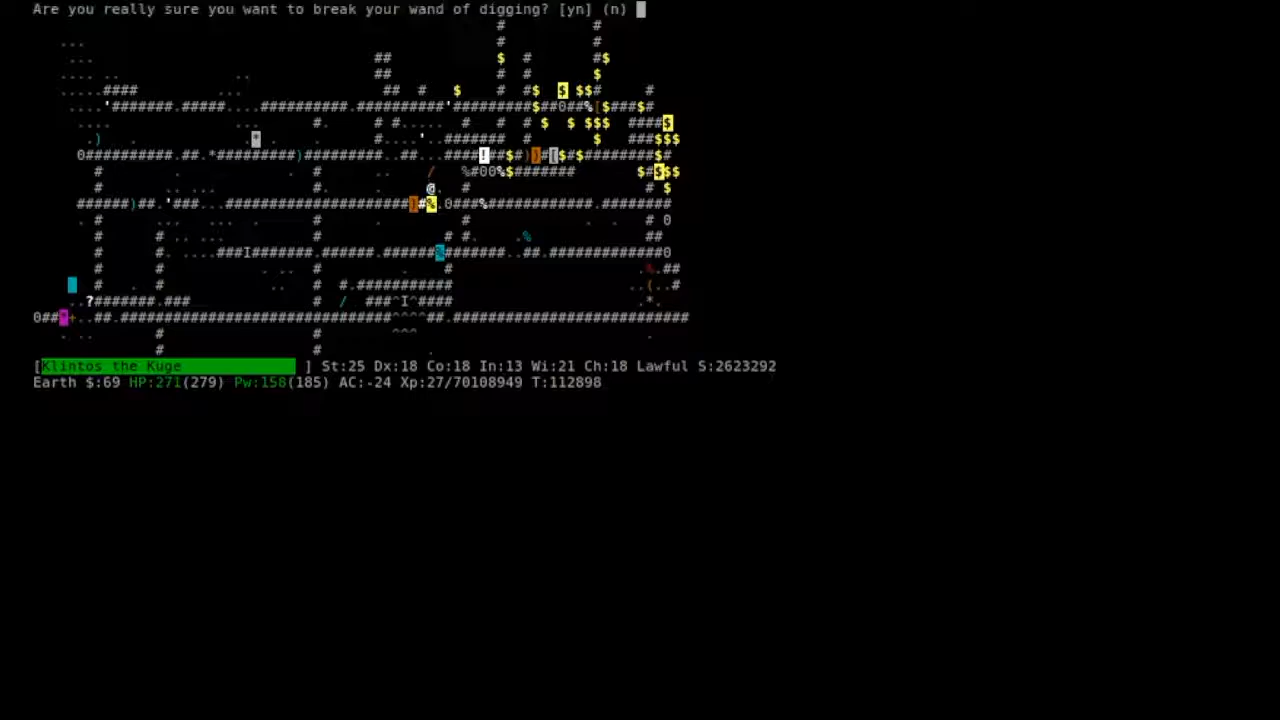 Are you really sure you want to break your wand of digging? [yn] (n)
[Klintos the Kuge ] St:25 Dx:18 Co:18 In:13 Wi:21 Ch:18 Lawful S:2623292
Earth $:69 HP:271(279) Pw:158(185) AC:-24 Xp:27/70108949 T:112898